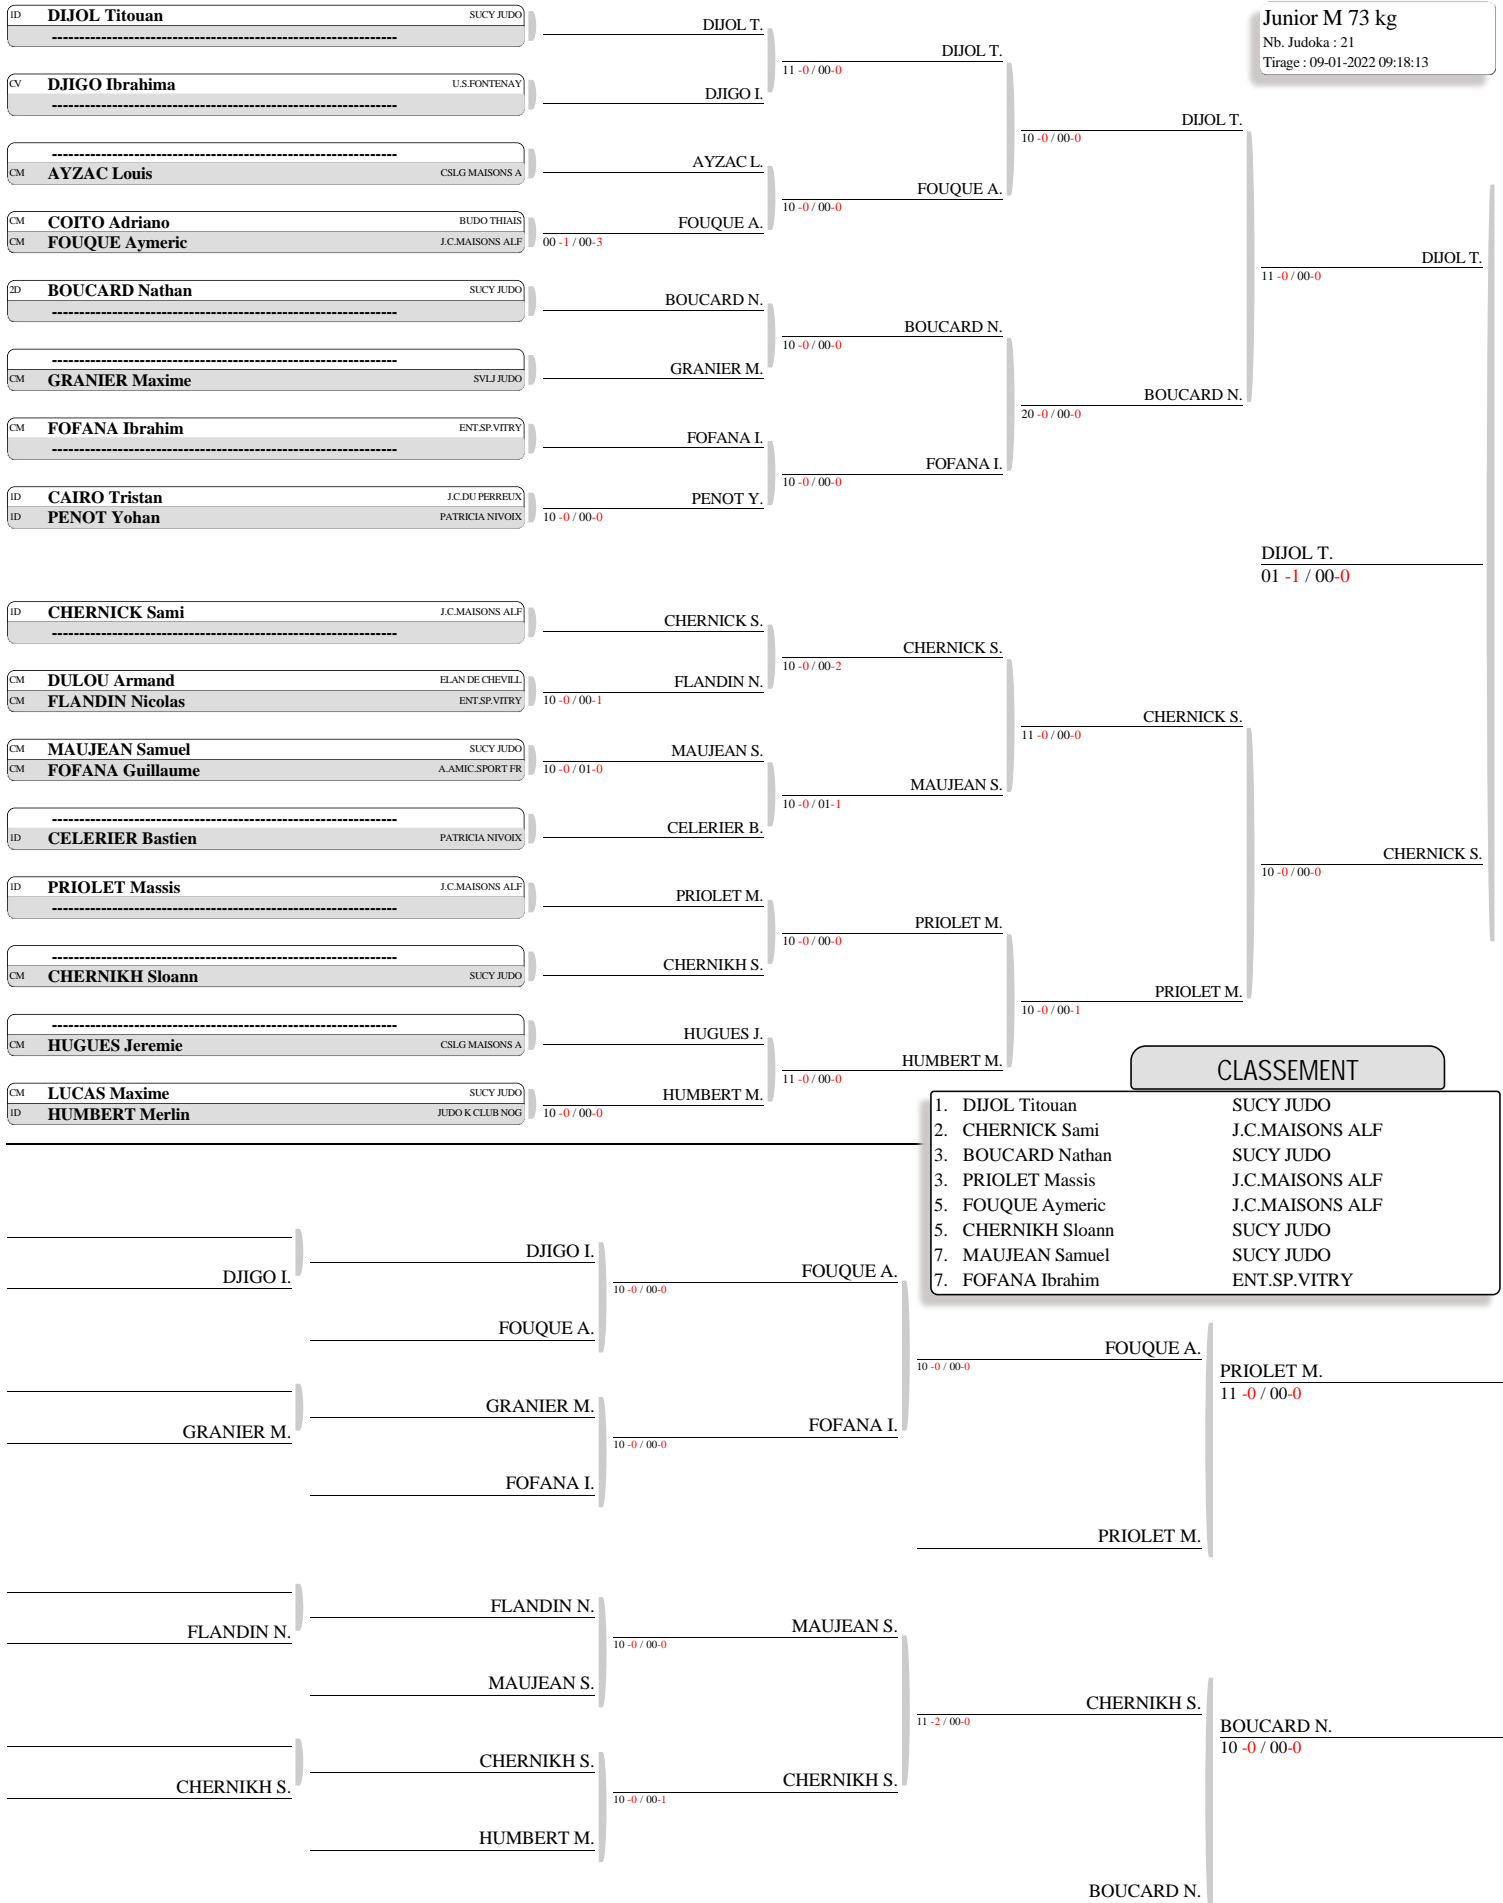 Junior M 73 kg
Nb. Judoka : 21
Tirage : 09-01-2022 09:18:13
1D DIJOL Titouan SUCY JUDO
----------------------------------------------------------------
CV DJIGO Ibrahima U.S.FONTENAY
----------------------------------------------------------------
----------------------------------------------------------------
CM AYZAC Louis CSLG MAISONS A
CM COITO Adriano BUDO THIAIS
CM FOUQUE Aymeric J.C.MAISONS ALF
2D BOUCARD Nathan SUCY JUDO
----------------------------------------------------------------
----------------------------------------------------------------
CM GRANIER Maxime SVLJ JUDO
CM FOFANA Ibrahim ENT.SP.VITRY
----------------------------------------------------------------
1D CAIRO Tristan J.C.DU PERREUX
1D PENOT Yohan PATRICIA NIVOIX
1D CHERNICK Sami J.C.MAISONS ALF
----------------------------------------------------------------
CM DULOU Armand ELAN DE CHEVILL
CM FLANDIN Nicolas ENT.SP.VITRY
CM MAUJEAN Samuel SUCY JUDO
CM FOFANA Guillaume A.AMIC.SPORT FR
----------------------------------------------------------------
1D CELERIER Bastien PATRICIA NIVOIX
1D PRIOLET Massis J.C.MAISONS ALF
----------------------------------------------------------------
----------------------------------------------------------------
CM CHERNIKH Sloann SUCY JUDO
----------------------------------------------------------------
CM HUGUES Jeremie CSLG MAISONS A
CM LUCAS Maxime SUCY JUDO
1D HUMBERT Merlin JUDO K CLUB NOG
DIJOL T.
DJIGO I.
AYZAC L.
FOUQUE A.
00 -1 / 00-3
BOUCARD N.
GRANIER M.
FOFANA I.
PENOT Y.
10 -0 / 00-0
CHERNICK S.
FLANDIN N.
10 -0 / 00-1
MAUJEAN S.
10 -0 / 01-0
CELERIER B.
PRIOLET M.
CHERNIKH S.
HUGUES J.
HUMBERT M.
10 -0 / 00-0
DIJOL T.
11 -0 / 00-0
FOUQUE A.
10 -0 / 00-0
BOUCARD N.
10 -0 / 00-0
FOFANA I.
10 -0 / 00-0
CHERNICK S.
10 -0 / 00-2
MAUJEAN S.
10 -0 / 01-1
PRIOLET M.
10 -0 / 00-0
HUMBERT M.
11 -0 / 00-0
DIJOL T.
10 -0 / 00-0
BOUCARD N.
20 -0 / 00-0
CHERNICK S.
11 -0 / 00-0
PRIOLET M.
10 -0 / 00-1
DIJOL T.
11 -0 / 00-0
DIJOL T.
01 -1 / 00-0
CHERNICK S.
10 -0 / 00-0
CLASSEMENT
1. DIJOL Titouan SUCY JUDO
2. CHERNICK Sami J.C.MAISONS ALF
3. BOUCARD Nathan SUCY JUDO
3. PRIOLET Massis J.C.MAISONS ALF
5. FOUQUE Aymeric J.C.MAISONS ALF
5. CHERNIKH Sloann SUCY JUDO
7. MAUJEAN Samuel SUCY JUDO
7. FOFANA Ibrahim ENT.SP.VITRY
DJIGO I.
GRANIER M.
FLANDIN N.
CHERNIKH S.
DJIGO I.
FOUQUE A.
GRANIER M.
FOFANA I.
FLANDIN N.
MAUJEAN S.
CHERNIKH S.
HUMBERT M.
FOUQUE A.
10 -0 / 00-0
FOFANA I.
10 -0 / 00-0
MAUJEAN S.
10 -0 / 00-0
CHERNIKH S.
10 -0 / 00-1
FOUQUE A.
10 -0 / 00-0
PRIOLET M.
CHERNIKH S.
11 -2 / 00-0
BOUCARD N.
PRIOLET M.
11 -0 / 00-0
BOUCARD N.
10 -0 / 00-0